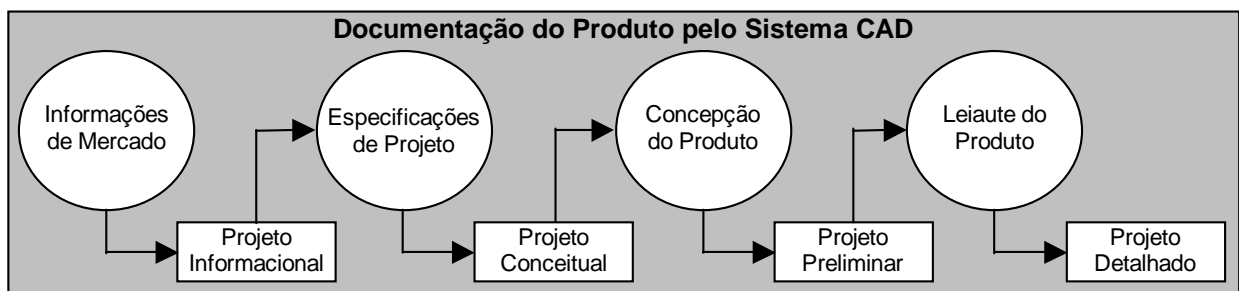 Documentação do Produto pelo Sistema CAD
Informações
de Mercado
Especificações
de Projeto
Concepção
do Produto
Leiaute do
Produto
Projeto
Informacional
Projeto
Conceitual
Projeto
Preliminar
Projeto
Detalhado